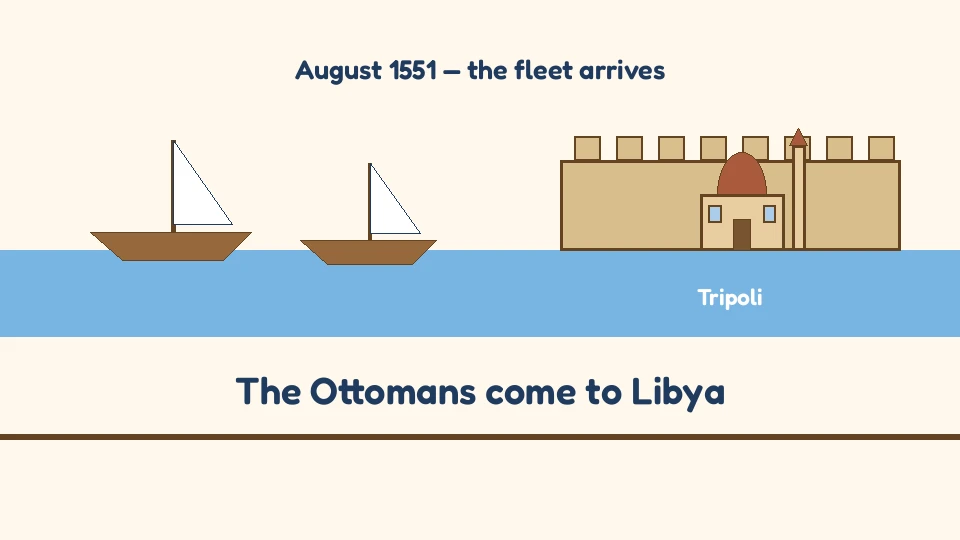 August 1551 – the fleet arrives
Tripoli
The Ottomans come to Libya